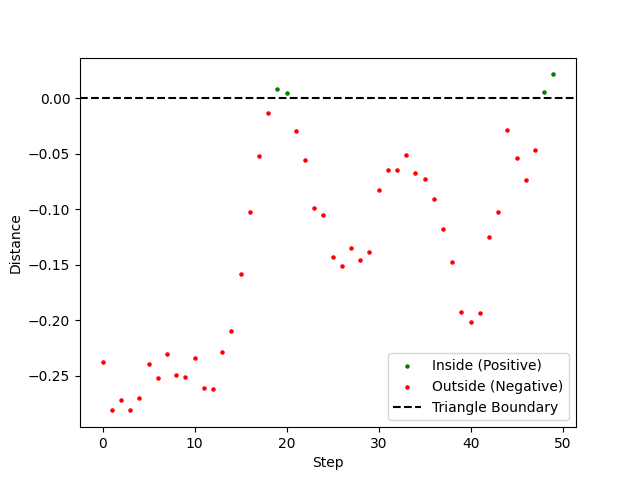 0.00
−0.05
−0.10
−0.15
−0.20
−0.25
Distance
0 10 20 30 40 50
Step
Inside (Positive)
Outside (Negative)
Triangle Boundary